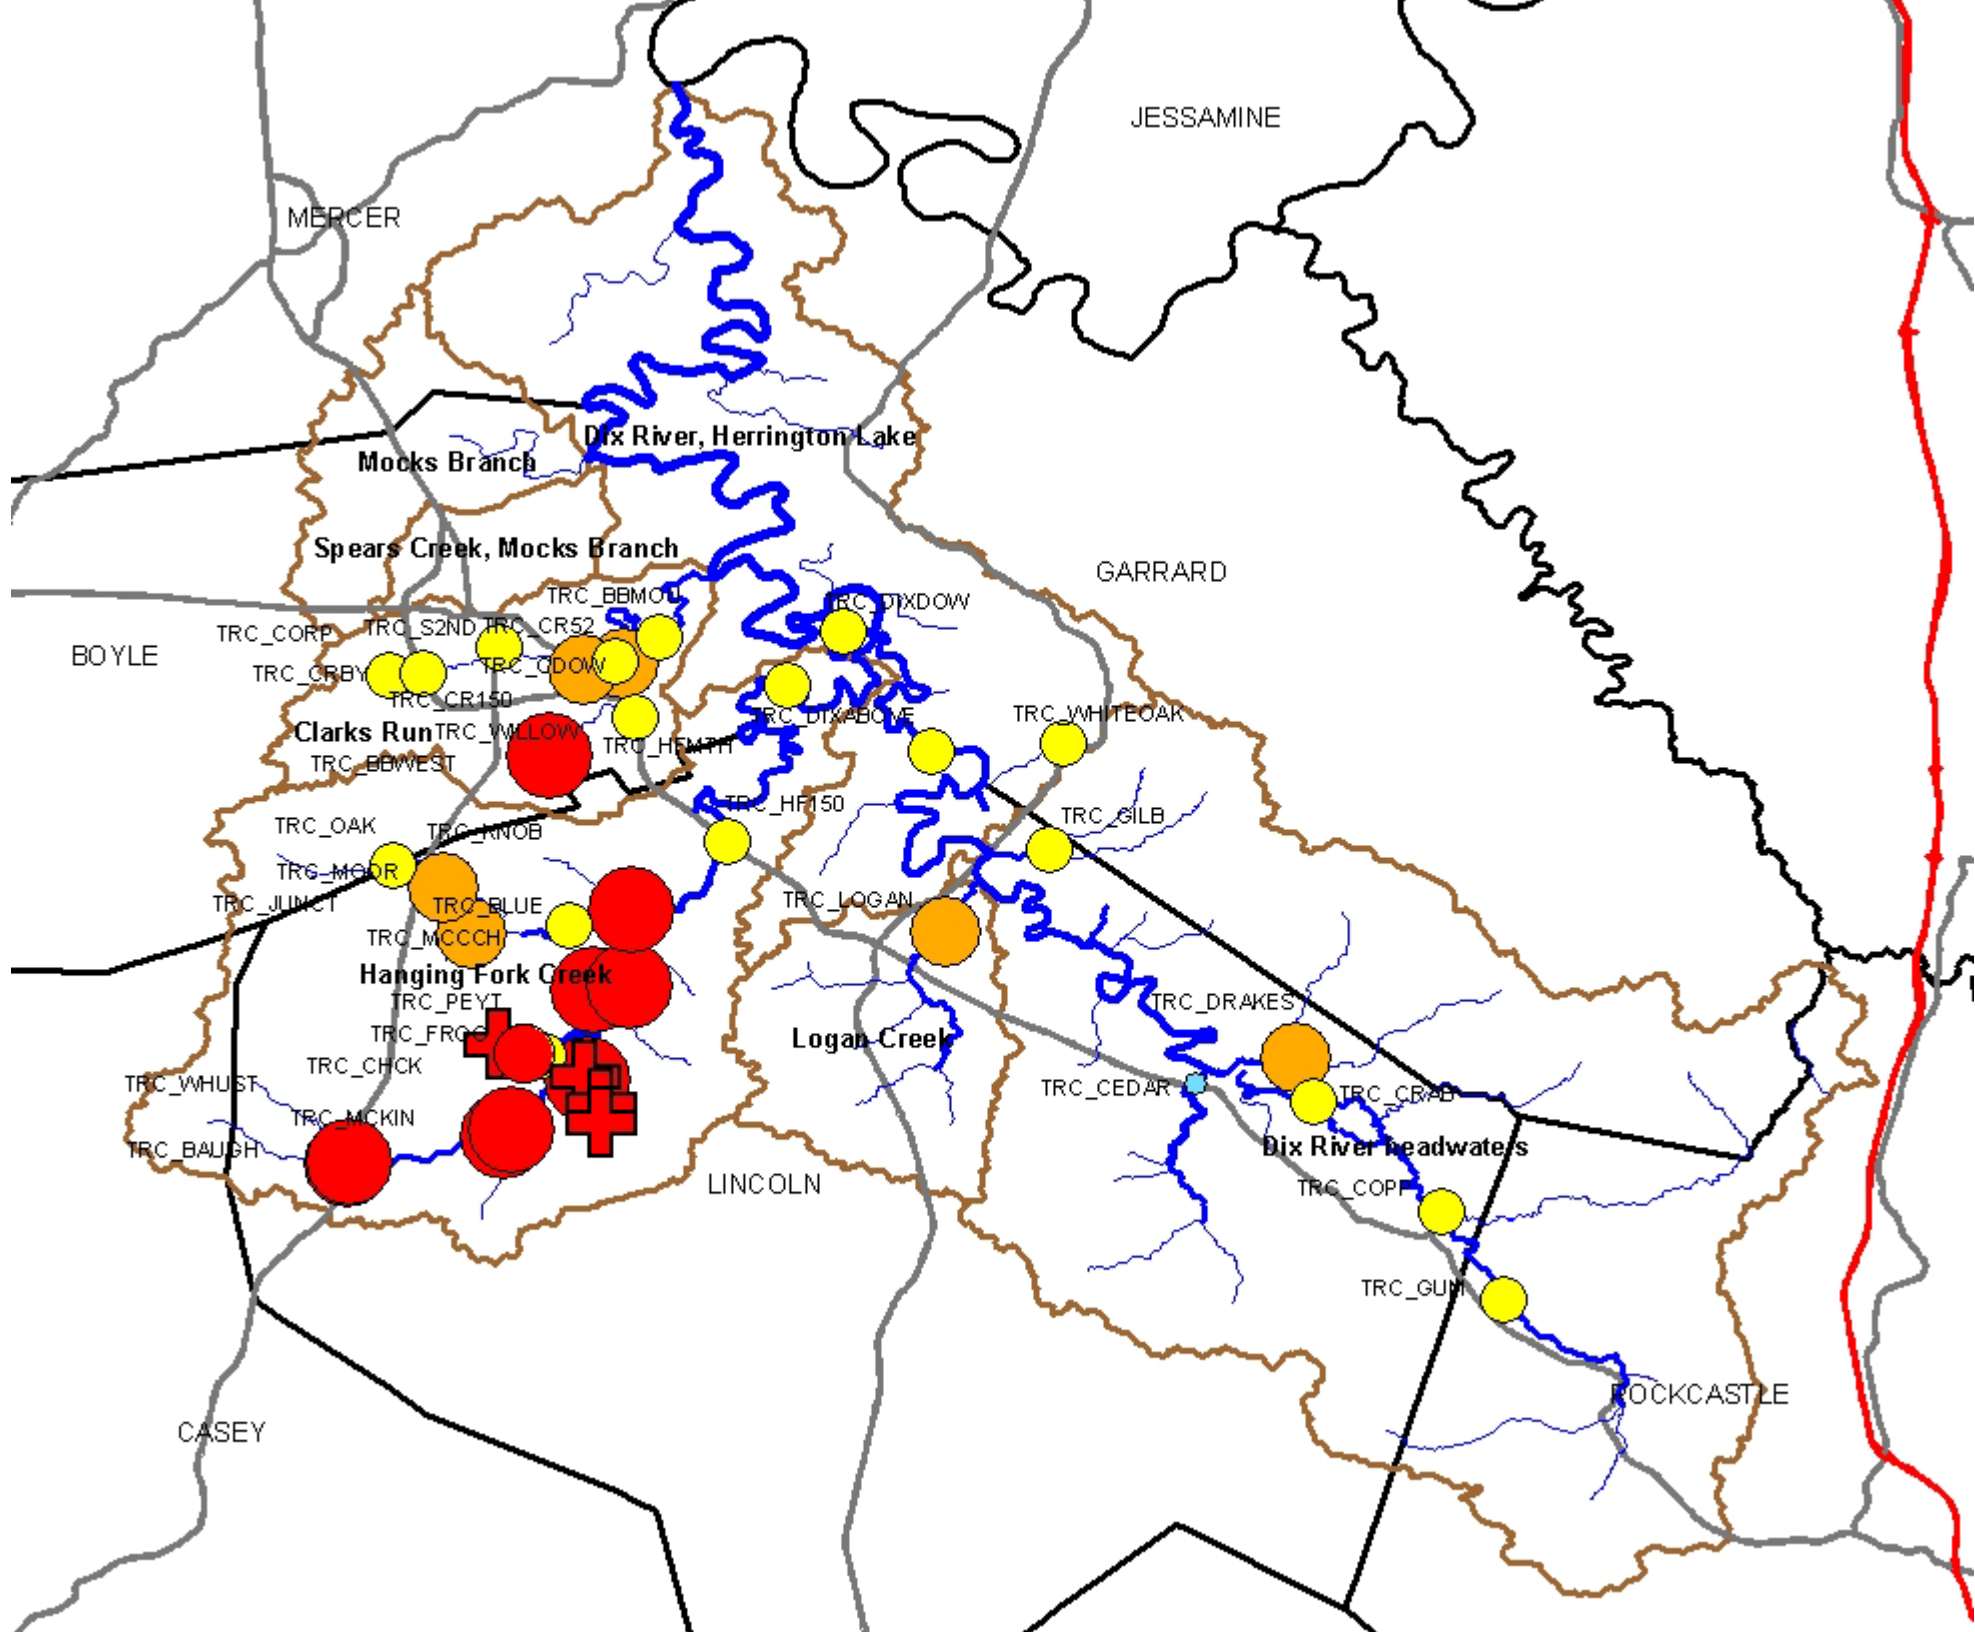 JESSAMINE
MERCER
Dix River, Herrington Lake
Mocks Branch
Spears Creek, Mocks Branch
GARRARD
TRC_BBMOU
TRC_DIXDOW
TRC_CORP
TRC_S2ND
TRC_CR52
BOYLE
TRC_CRBY
TRC_CDOW
TRC_CR150
TRC_DIXABOVE
TRC_WHITEOAK
Clarks Run
TRC_WILLOW
TRC_HFMTH
TRC_BBWEST
TRC_HF150
TRC_GILB
TRC_OAK
TRC_KNOB
TRC_MOOR
TRC_JUNCT
TRC_BLUE
TRC_LOGAN
TRC_MCCCH
Hanging Fork Creek
TRC_PEYT
TRC_DRAKES
TRC_FROG
Logan Creek
TRC_CHCK
TRC_WHUST
TRC_CEDAR
TRC_CRAB
TRC_MCKIN
TRC_BAUGH
Dix River headwaters
LINCOLN
TRC_COPP
TRC_GUM
ROCKCASTLE
CASEY